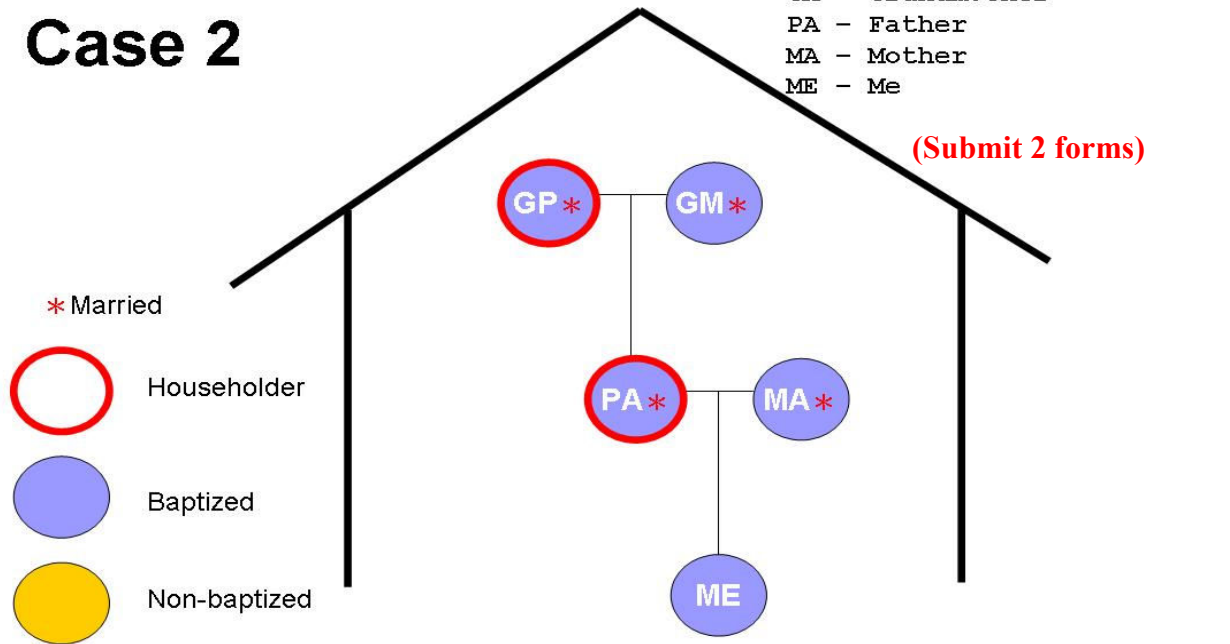 Case 2
PA – Father
MA – Mother
ME – Me
(Submit 2 forms)
GP*
GM*
* Married
Householder
PA*
MA*
Baptized
ME
Non-baptized